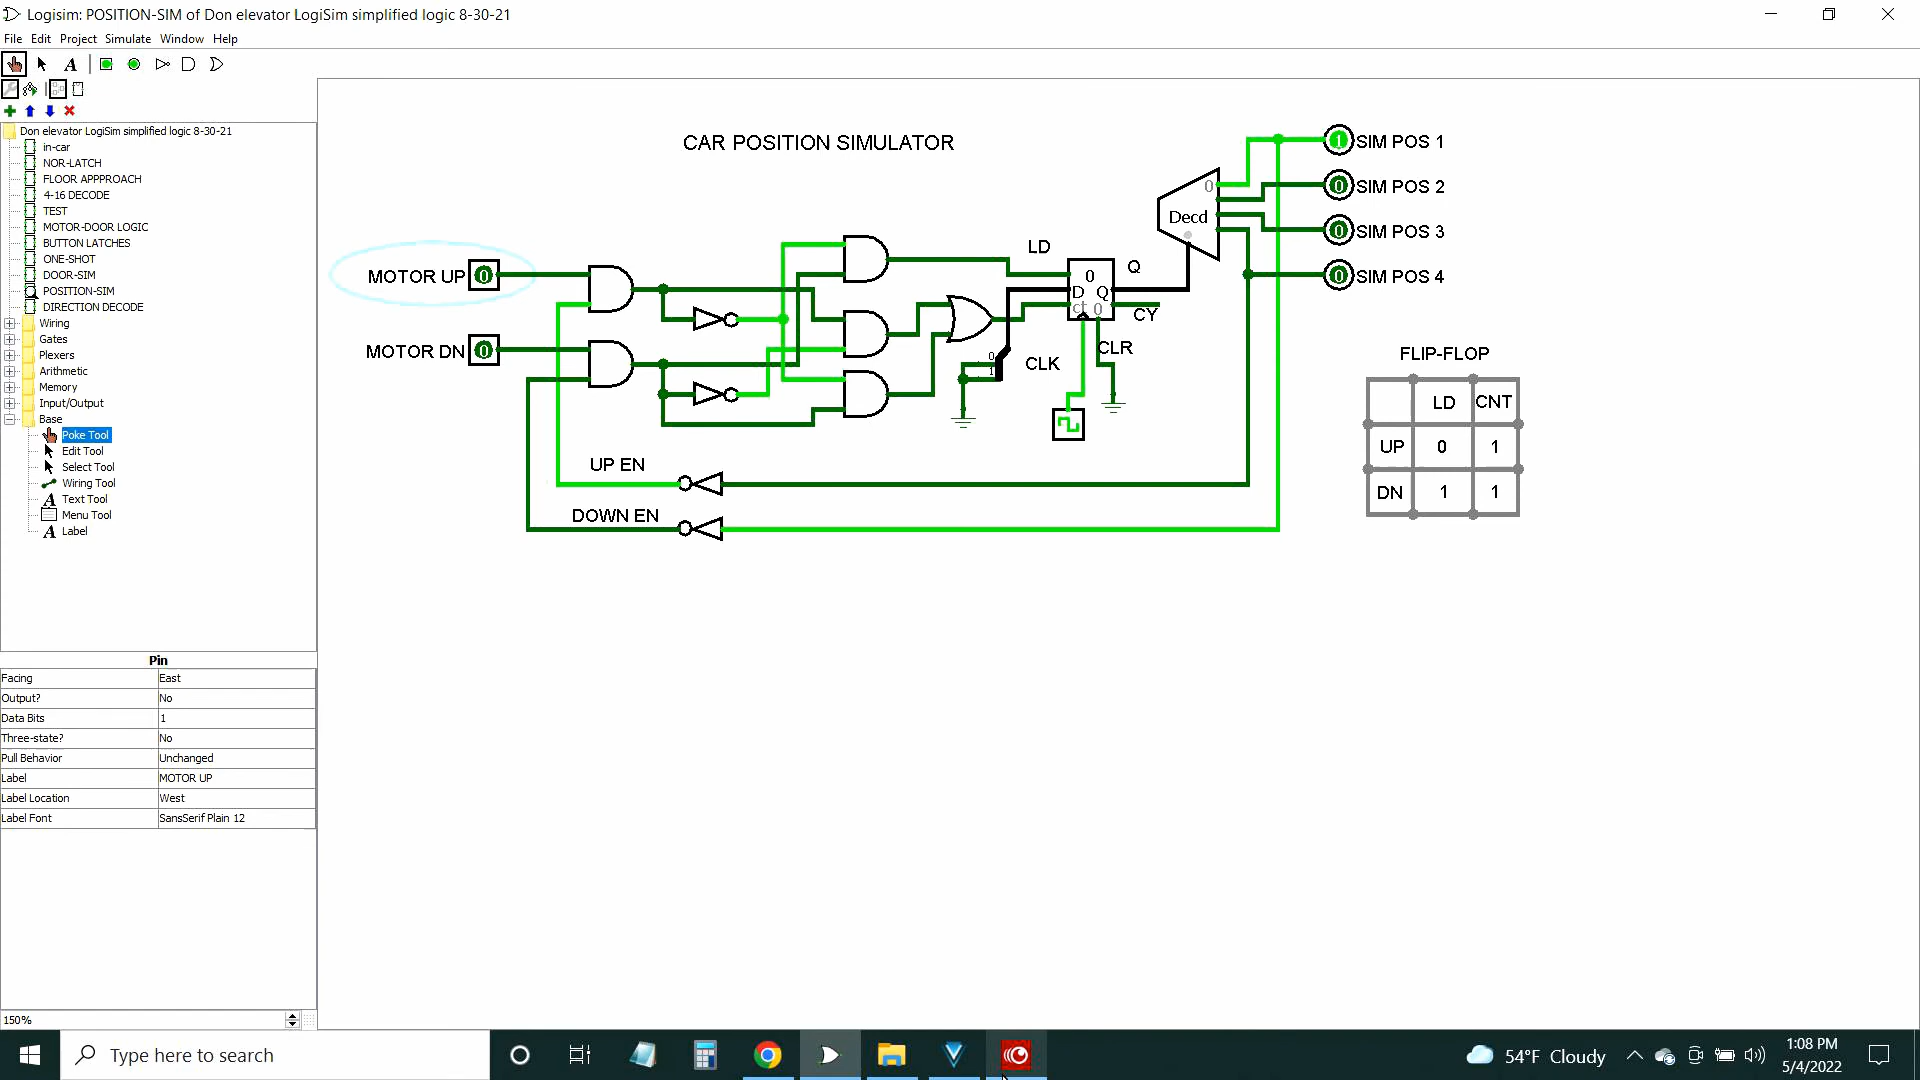 Logisim: POSITION-SIM of Don elevator LogiSim simplified logic 8-30-21
File Edit Project Simulate Window Help
A
Don elevator LogiSim simplified logic 8-30-21
in-car
NOR-LATCH
FLOOR APPPROACH
4-16 DECODE
TEST
MOTOR-DOOR LOGIC
BUTTON LATCHES
ONE-SHOT
DOOR-SIM
POSITION-SIM
DIRECTION DECODE
Wiring
Gates
Plexers
Arithmetic
Memory
Input/Output
Base
Poke Tool
Edit Tool
Select Tool
Wiring Tool
A Text Tool
Menu Tool
A Label
Pin
Facing East
Output? No
Data Bits 1
Three-state? No
Pull Behavior Unchanged
Label MOTOR UP
Label Location West
Label Font SansSerif Plain 12
150%
CAR POSITION SIMULATOR
1 SIM POS 1
0 SIM POS 2
0 SIM POS 3
0 SIM POS 4
0
Decd
MOTOR UP 0
MOTOR DN 0
LD
Q
0
D Q
ct 0
CY
CLR
CLK
0
1
UP EN
DOWN EN
FLIP-FLOP
LD CNT
UP 0 1
DN 1 1
Type here to search
54°F Cloudy
1:08 PM
5/4/2022